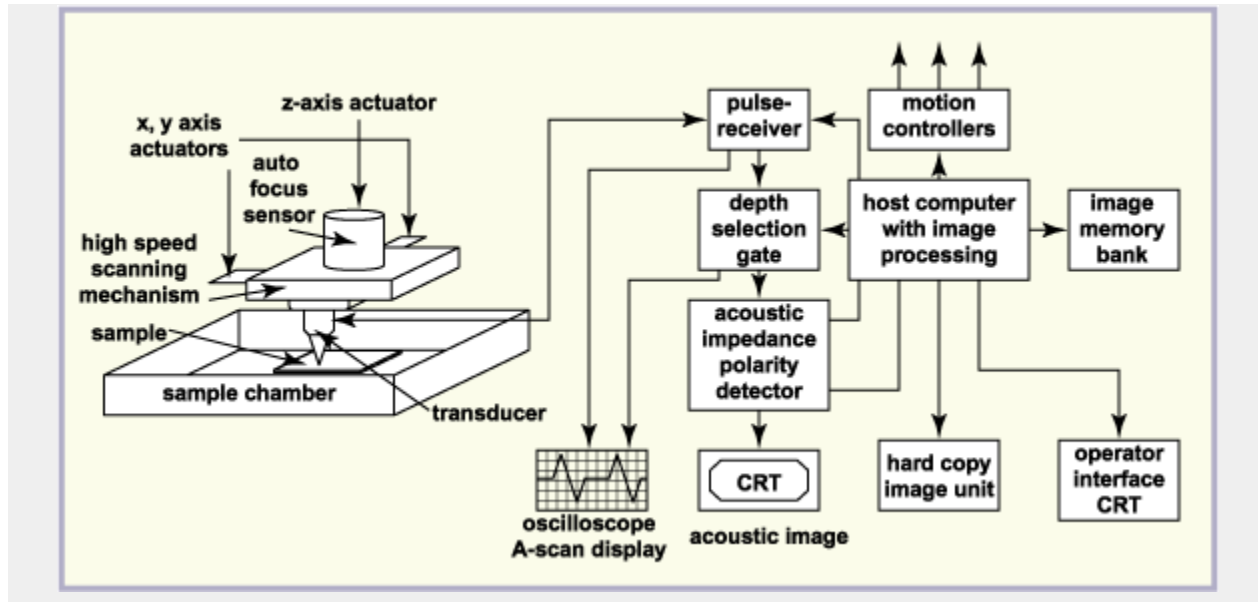 z-axis actuator
x, y axis
actuators
auto
focus
sensor
high speed
scanning
mechanism
sample
sample chamber
transducer
pulse-
receiver
motion
controllers
depth
selection
gate
host computer
with image
processing
image
memory
bank
acoustic
impedance
polarity
detector
oscilloscope
A-scan display
CRT
acoustic image
hard copy
image unit
operator
interface
CRT